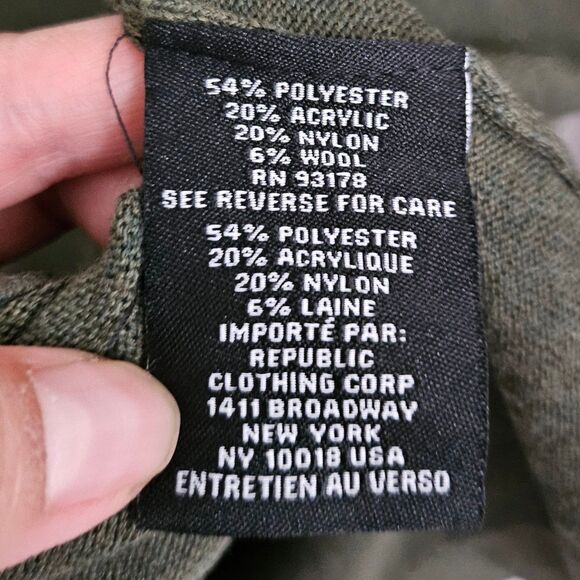 54% POLYESTER
20% ACRYLIC
20% NYLON
6% WOOL
RN 93178
SEE REVERSE FOR CARE
54% POLYESTER
20% ACRYLIQUE
20% NYLON
6% LAINE
IMPORTÉ PAR:
REPUBLIC
CLOTHING CORP
1411 BROADWAY
NEW YORK
NY 10018 USA
ENTRETIEN AU VERSO